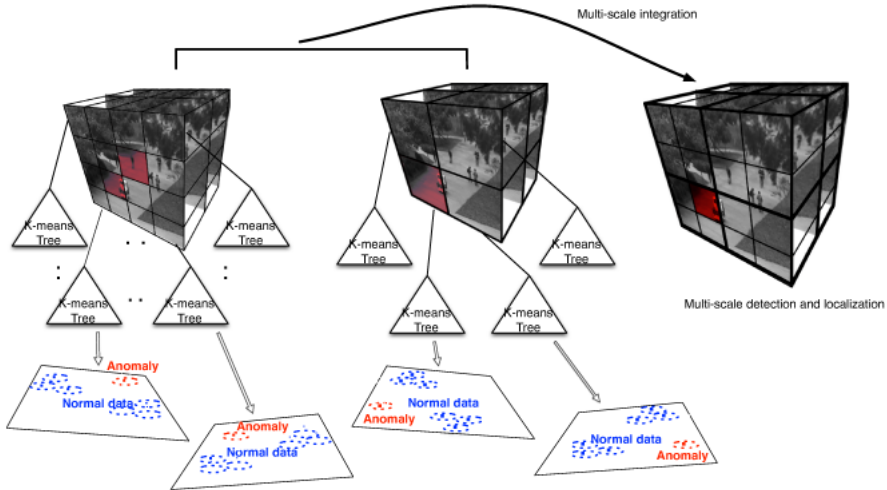 Multi-scale integration
K-means
Tree
K-means
Tree
K-means
Tree
K-means
Tree
K-means
Tree
K-means
Tree
K-means
Tree
K-means
Tree
Multi-scale detection and localization
Anomaly
Normal data
Anomaly
Normal data
Normal data
Anomaly
Normal data
Anomaly